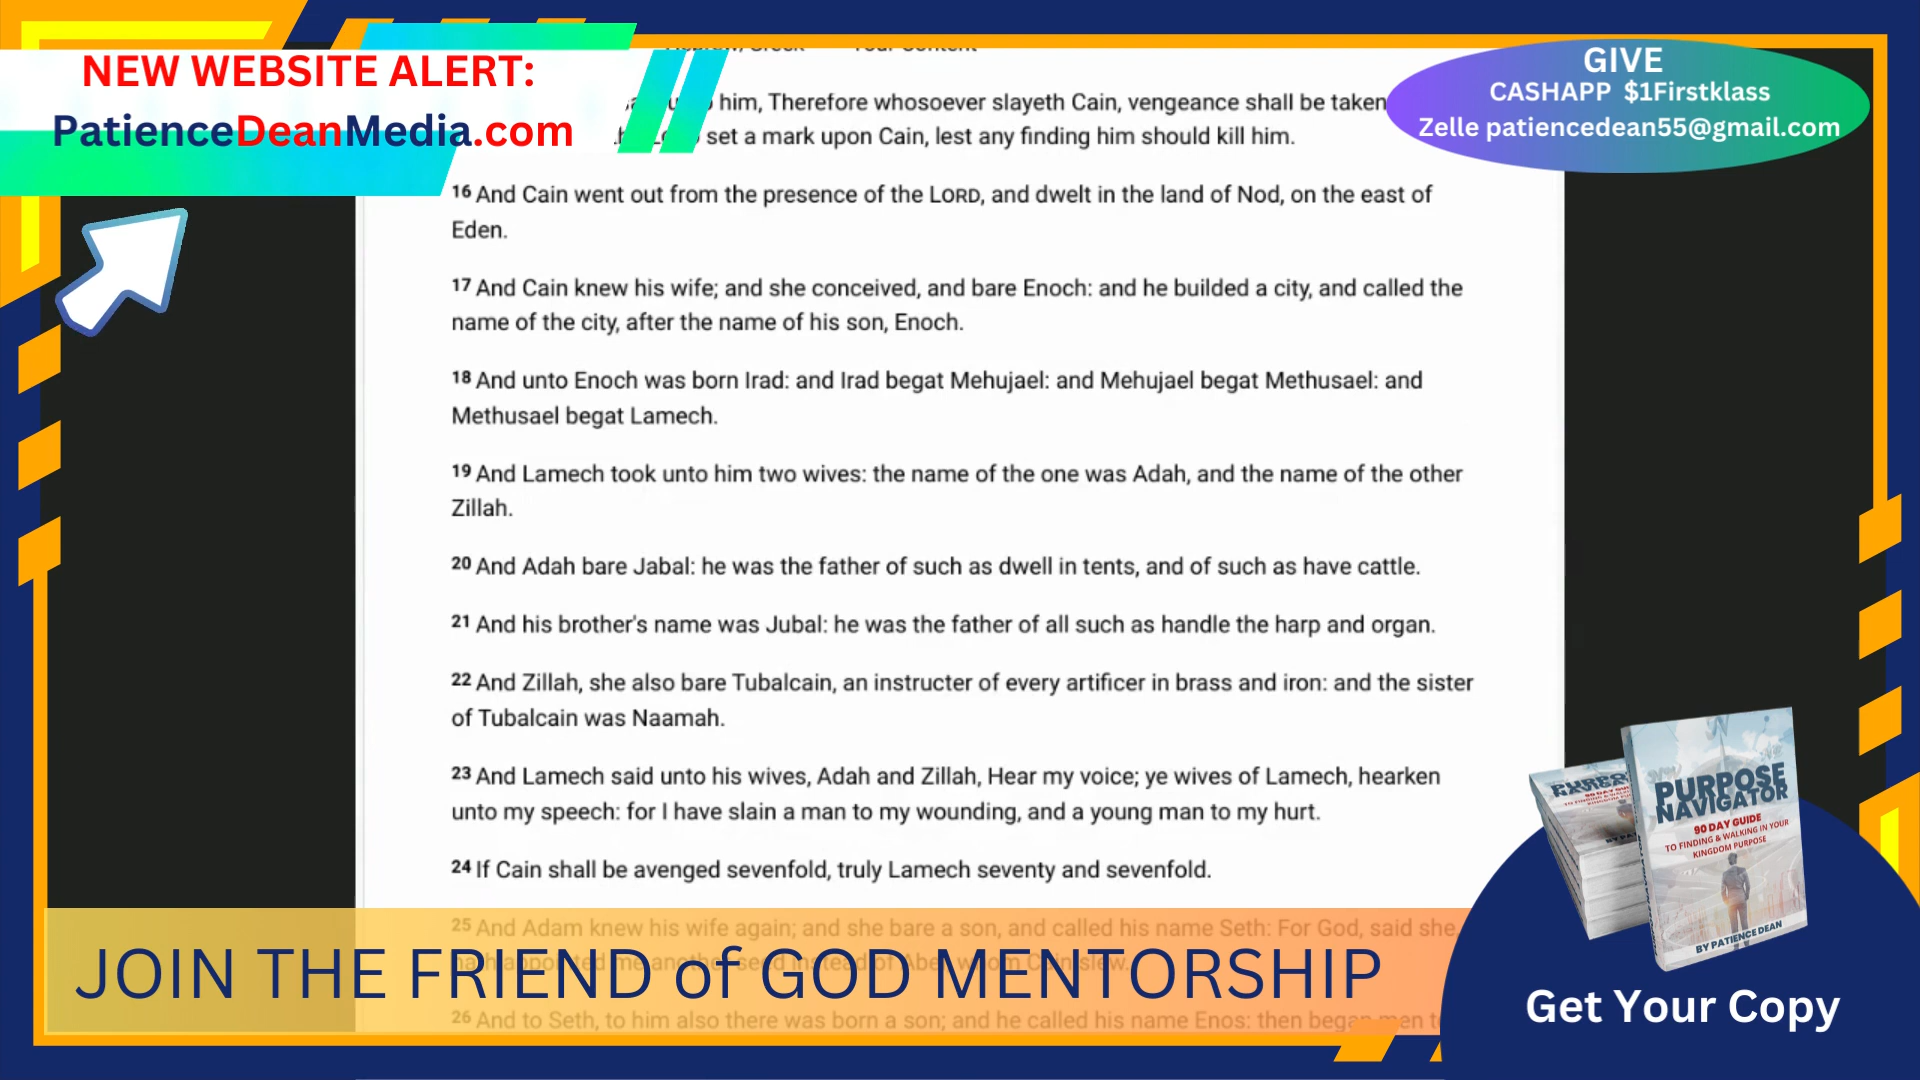 NEW WEBSITE ALERT:
PatienceDeanMedia.com
GIVE
CASHAPP $1Firstklass
Zelle patiencedean55@gmail.com
Your Content
him, Therefore whosoever slayeth Cain, vengeance shall be taken
set a mark upon Cain, lest any finding him should kill him.
16 And Cain went out from the presence of the LORD, and dwelt in the land of Nod, on the east of
Eden.
17 And Cain knew his wife; and she conceived, and bare Enoch: and he builded a city, and called the
name of the city, after the name of his son, Enoch.
18 And unto Enoch was born Irad: and Irad begat Mehujael: and Mehujael begat Methusael: and
Methusael begat Lamech.
19 And Lamech took unto him two wives: the name of the one was Adah, and the name of the other
Zillah.
20 And Adah bare Jabal: he was the father of such as dwell in tents, and of such as have cattle.
21 And his brother's name was Jubal: he was the father of all such as handle the harp and organ.
22 And Zillah, she also bare Tubalcain, an instructer of every artificer in brass and iron: and the sister
of Tubalcain was Naamah.
23 And Lamech said unto his wives, Adah and Zillah, Hear my voice; ye wives of Lamech, hearken
unto my speech: for I have slain a man to my wounding, and a young man to my hurt.
24 If Cain shall be avenged sevenfold, truly Lamech seventy and sevenfold.
25 And Adam knew his wife again; and she bare a son, and called his name Seth: For God, said she,
JOIN THE FRIEND of GOD MENTORSHIP
26 And to Seth, to him also there was born a son; and he called his name Enos: then began men
PURPOSE
NAVIGATOR
90 DAY GUIDE
TO FINDING & WALKING IN YOUR
KINGDOM PURPOSE
BY PATIENCE DEAN
Get Your Copy